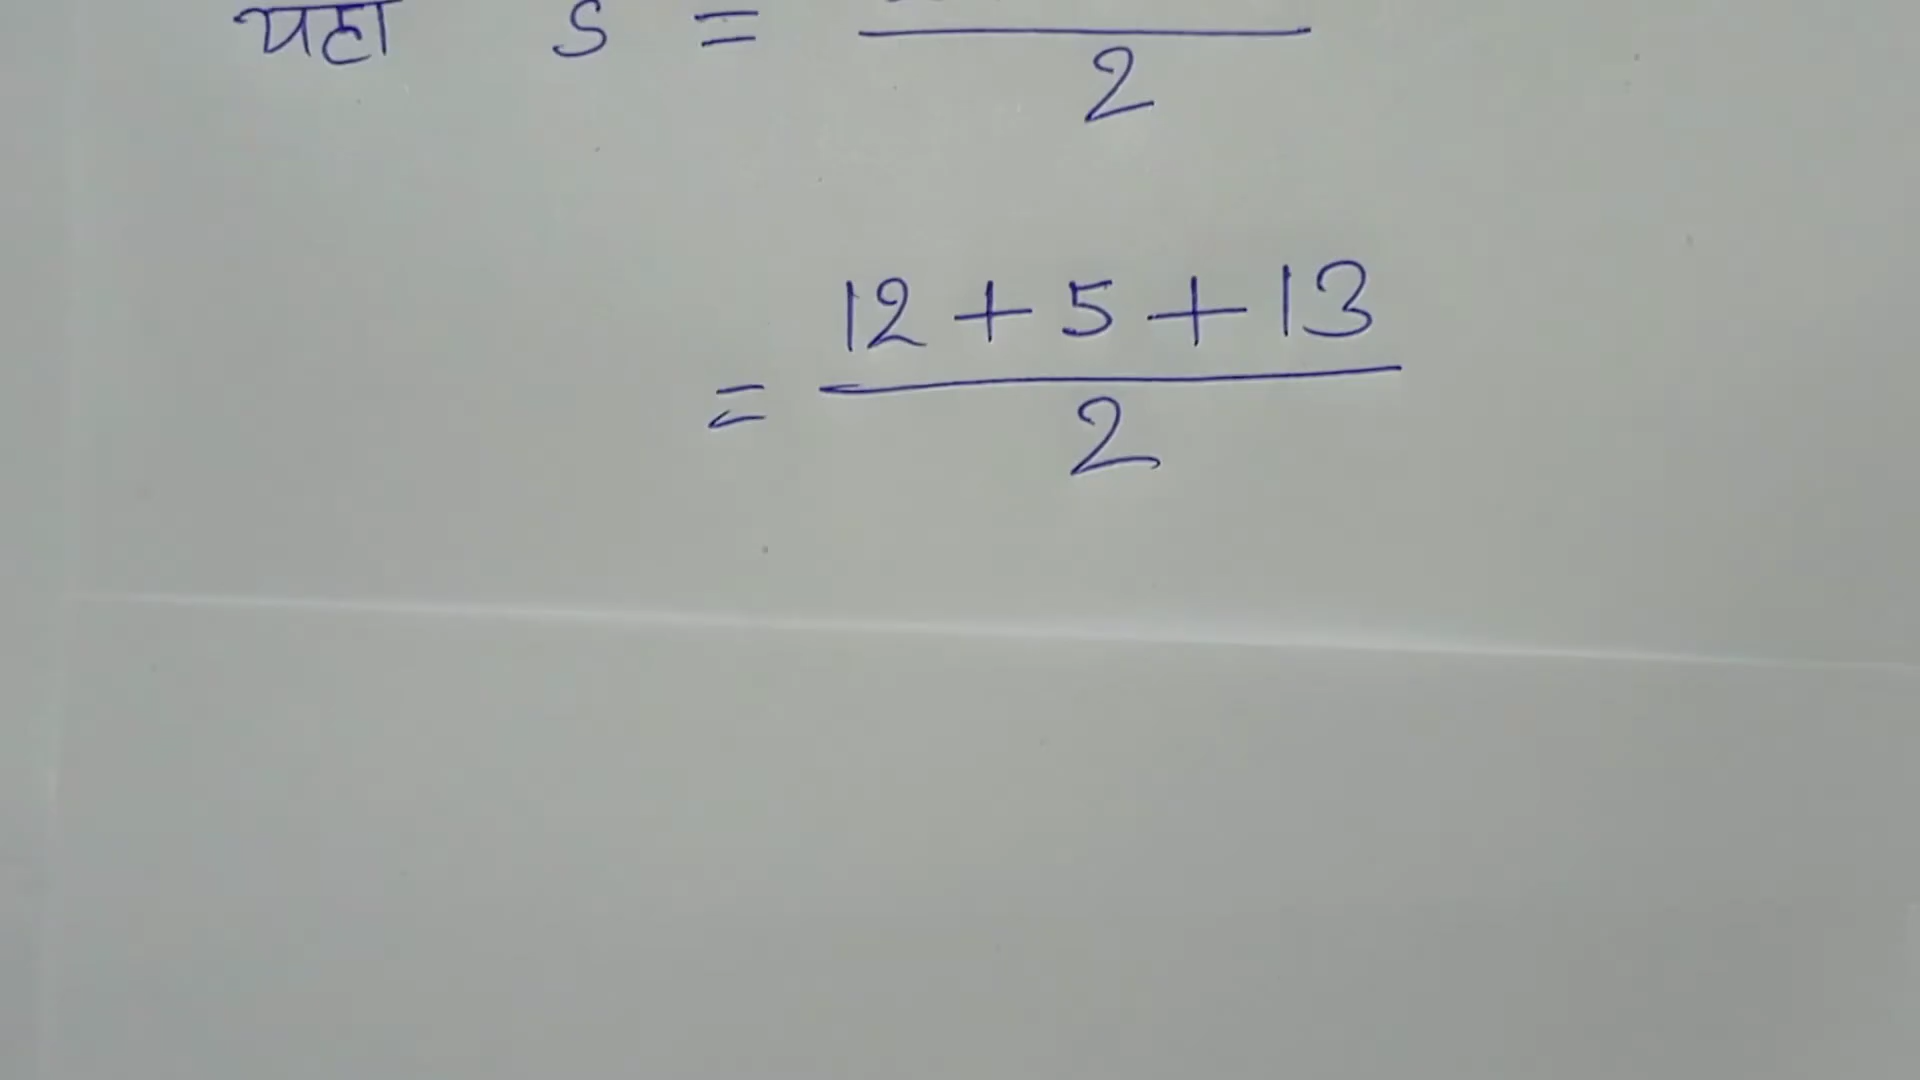 यहा S = 2
= 12 + 5 + 13 / 2